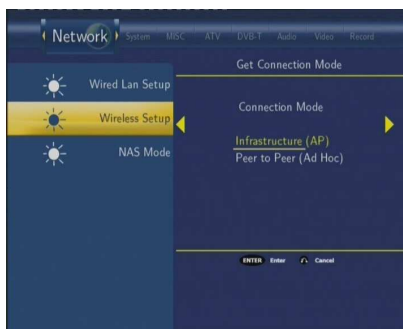 Network System MISC ATV DVB-T Audio Video Record
Get Connection Mode
Wired Lan Setup
Wireless Setup
NAS Mode
Connection Mode
Infrastructure (AP)
Peer to Peer (Ad Hoc)
ENTER Enter Cancel